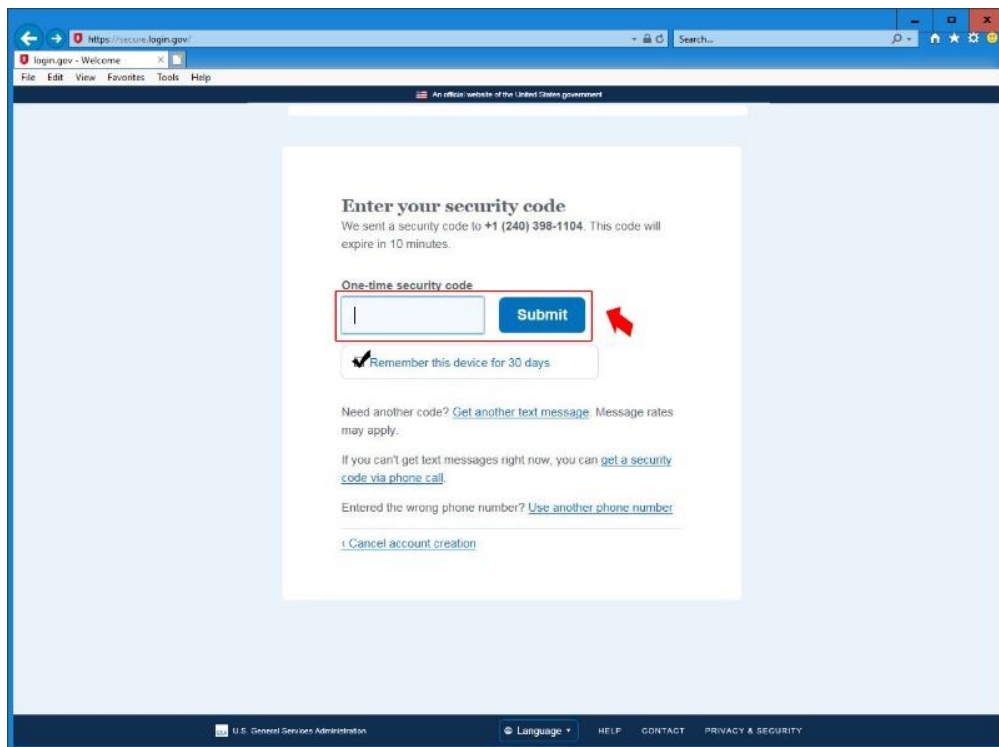 https://secure.login.gov/
Search...
login.gov - Welcome
File Edit View Favorites Tools Help
An official website of the United States government
Enter your security code
We sent a security code to +1 (240) 398-1104. This code will
expire in 10 minutes.
One-time security code
Submit
Remember this device for 30 days
Need another code? Get another text message. Message rates
may apply.
If you can't get text messages right now, you can get a security
code via phone call.
Entered the wrong phone number? Use another phone number
‹ Cancel account creation
U.S. General Services Administration
Language
HELP
CONTACT
PRIVACY & SECURITY